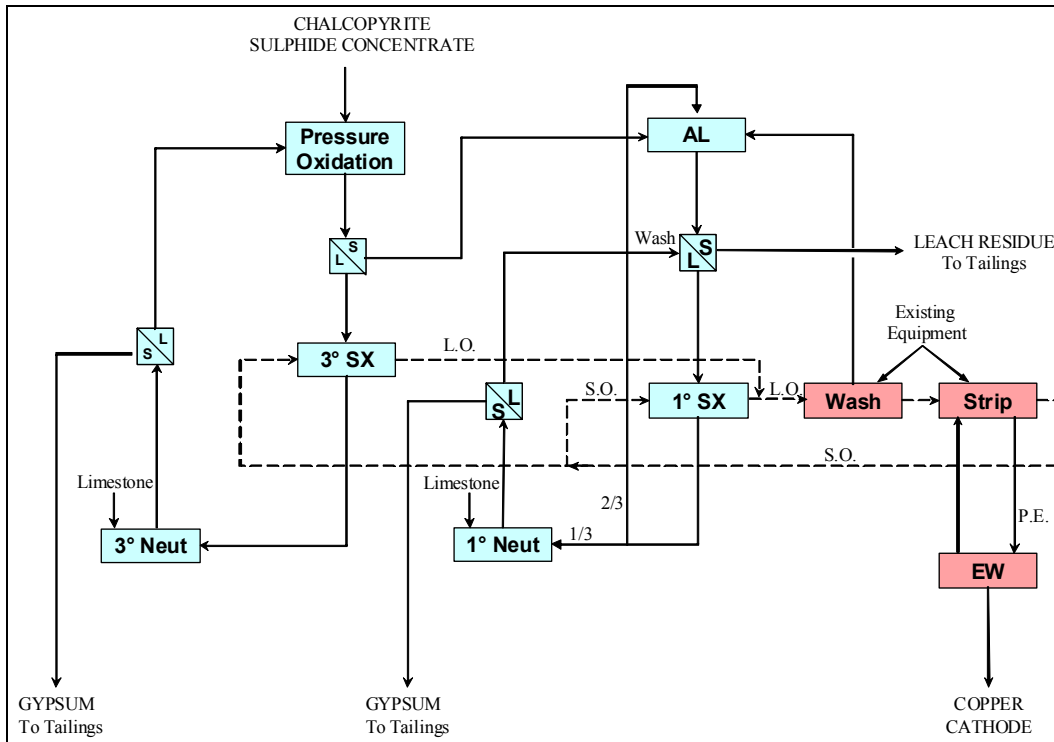 CHALCOPYRITE
SULPHIDE CONCENTRATE
Pressure
Oxidation
AL
S
L
Wash
S
L
LEACH RESIDUE
To Tailings
Existing
Equipment
L
S
3° SX
L.O.
L
S
S.O.
1° SX
L.O.
Wash
Strip
S.O.
Limestone
Limestone
2/3
P.E.
3° Neut
1° Neut
1/3
EW
GYPSUM
To Tailings
GYPSUM
To Tailings
COPPER
CATHODE